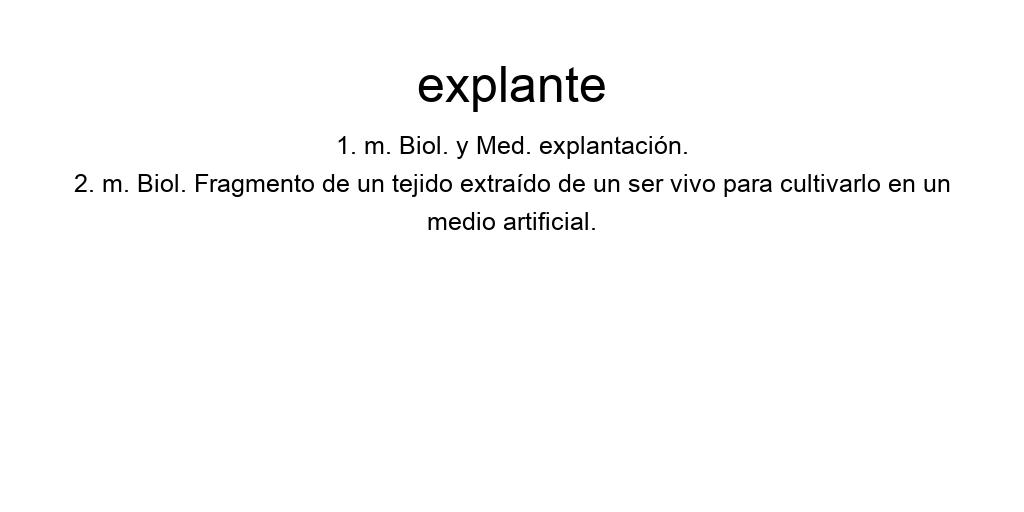 explante
1. m. Biol. y Med. explantación.
2. m. Biol. Fragmento de un tejido extraído de un ser vivo para cultivarlo en un
medio artificial.